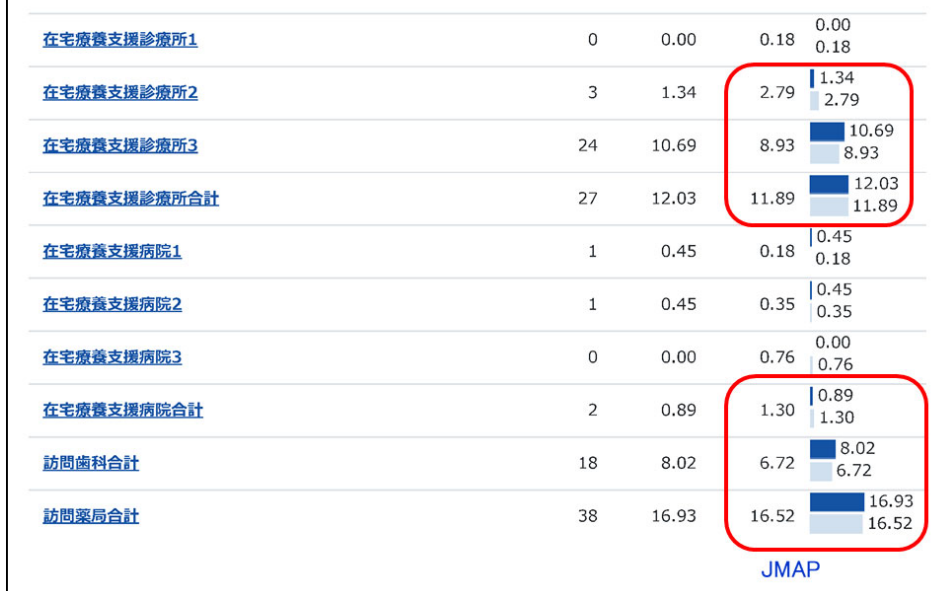 在宅療養支援診療所1 0 0.00 0.18 0.00
0.18
在宅療養支援診療所2 3 1.34 2.79 1.34
2.79
在宅療養支援診療所3 24 10.69 8.93 10.69
8.93
在宅療養支援診療所合計 27 12.03 11.89 12.03
11.89
在宅療養支援病院1 1 0.45 0.18 0.45
0.18
在宅療養支援病院2 1 0.45 0.35 0.45
0.35
在宅療養支援病院3 0 0.00 0.76 0.00
0.76
在宅療養支援病院合計 2 0.89 1.30 0.89
1.30
訪問歯科合計 18 8.02 6.72 8.02
6.72
訪問薬局合計 38 16.93 16.52 16.93
16.52
JMAP